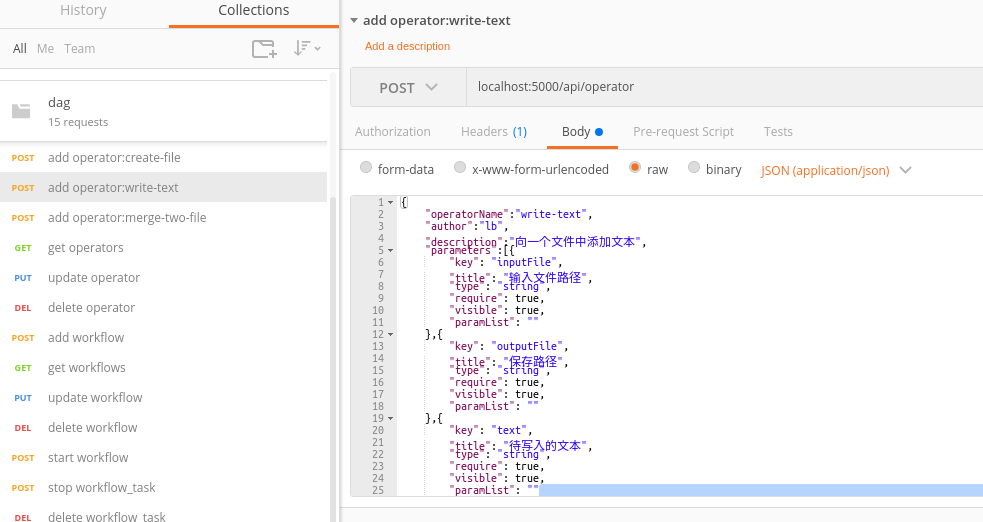 History
Collections
All Me Team
dag
15 requests
POST add operator:create-file
POST add operator:write-text
POST add operator:merge-two-file
GET get operators
PUT update operator
DEL delete operator
POST add workflow
GET get workflows
PUT update workflow
DEL delete workflow
POST start workflow
POST stop workflow_task
DEL delete workflow_task
add operator:write-text
Add a description
POST localhost:5000/api/operator
Authorization Headers (1) Body Pre-request Script Tests
form-data x-www-form-urlencoded raw binary JSON (application/json)
1 {
2 "operatorName":"write-text",
3 "author":"lb",
4 "description":"向一个文件中添加文本",
5 "parameters":[{
6 "key": "inputFile",
7 "title": "输入文件路径",
8 "type": "string",
9 "require": true,
10 "visible": true,
11 "paramList": ""
12 },{
13 "key": "outputFile",
14 "title": "保存路径",
15 "type": "string",
16 "require": true,
17 "visible": true,
18 "paramList": ""
19 },{
20 "key": "text",
21 "title": "待写入的文本",
22 "type": "string",
23 "require": true,
24 "visible": true,
25 "paramList": ""